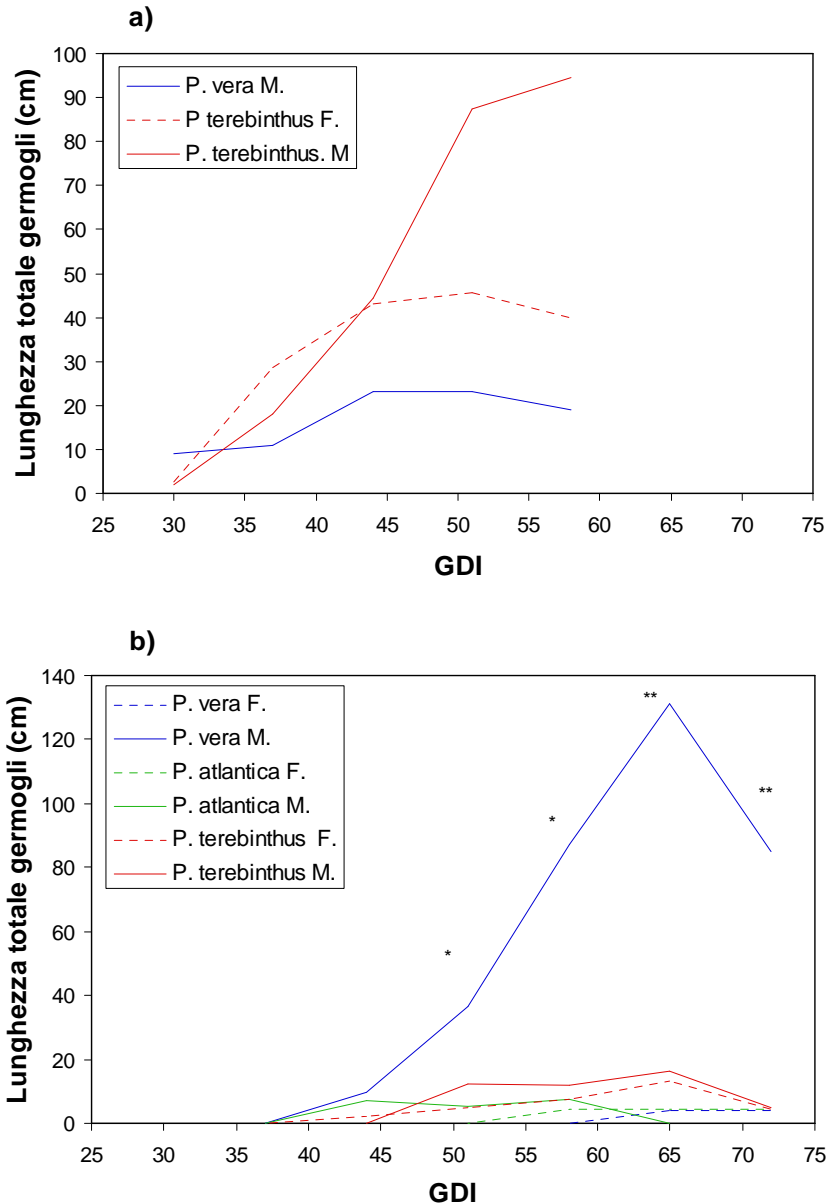 a)
Lunghezza totale germogli (cm)
100
90
80
70
60
50
40
30
20
10
0
P. vera M.
P terebinthus F.
P. terebinthus. M
25 30 35 40 45 50 55 60 65 70 75
GDI
b)
Lunghezza totale germogli (cm)
140
120
100
80
60
40
20
0
P. vera F.
P. vera M.
P. atlantica F.
P. atlantica M.
P. terebinthus F.
P. terebinthus M.
**
**
*
*
25 30 35 40 45 50 55 60 65 70 75
GDI